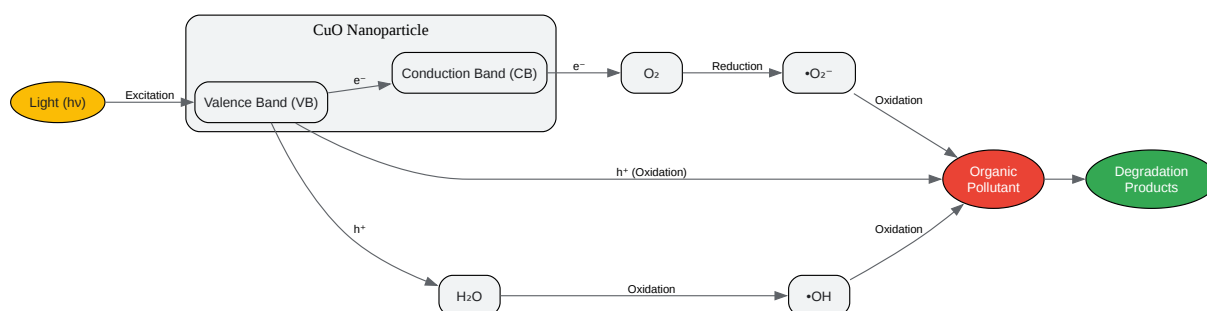 CuO Nanoparticle
Light (hν)
Excitation
Valence Band (VB)
e⁻
Conduction Band (CB)
e⁻
O₂
Reduction
•O₂⁻
Oxidation
h⁺ (Oxidation)
Organic
Pollutant
Degradation
Products
h⁺
H₂O
Oxidation
•OH
Oxidation